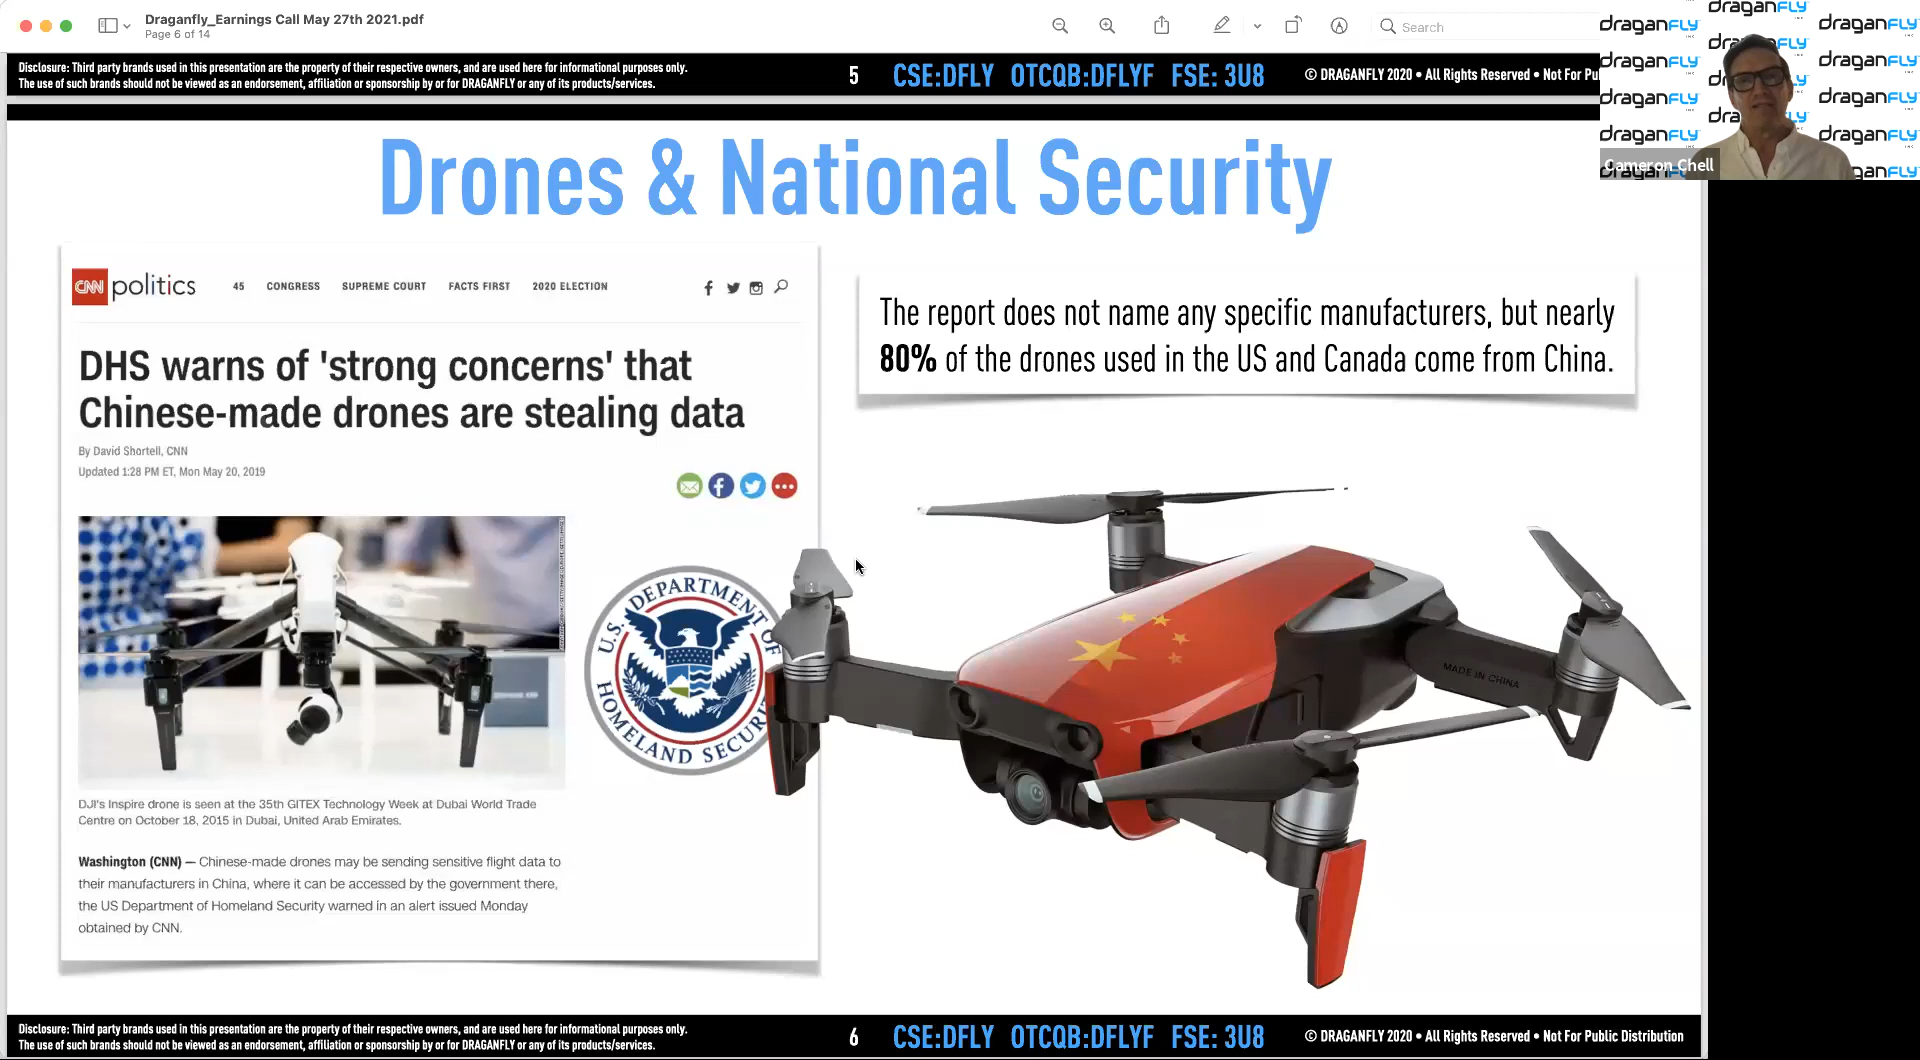 Draganfly_Earnings Call May 27th 2021.pdf
Page 6 of 14
Search
Disclosure: Third party brands used in this presentation are the property of their respective owners, and are used here for informational purposes only.
The use of such brands should not be viewed as an endorsement, affiliation or sponsorship by or for DRAGANFLY or any of its products/services.
5
CSE:DFLY OTCQB:DFLYF FSE: 3U8
© DRAGANFLY 2020 • All Rights Reserved • Not For
draganFLY
draganFLY
draganFLY
draganFLY
draganFLY
draganFLY
draganFLY
draganFLY
draganFLY
Cameron Chell
Drones & National Security
CNN politics
45 CONGRESS SUPREME COURT FACTS FIRST 2020 ELECTION
DHS warns of 'strong concerns' that
Chinese-made drones are stealing data
By David Shortell, CNN
Updated 1:28 PM ET, Mon May 20, 2019
The report does not name any specific manufacturers, but nearly
80% of the drones used in the US and Canada come from China.
U.S. DEPARTMENT OF
HOMELAND SECURITY
MADE IN CHINA
DJI's Inspire drone is seen at the 35th GITEX Technology Week at Dubai World Trade
Centre on October 18, 2015 in Dubai, United Arab Emirates.
Washington (CNN) — Chinese-made drones may be sending sensitive flight data to
their manufacturers in China, where it can be accessed by the government there,
the US Department of Homeland Security warned in an alert issued Monday
obtained by CNN.
Disclosure: Third party brands used in this presentation are the property of their respective owners, and are used here for informational purposes only.
The use of such brands should not be viewed as an endorsement, affiliation or sponsorship by or for DRAGANFLY or any of its products/services.
6
CSE:DFLY OTCQB:DFLYF FSE: 3U8
© DRAGANFLY 2020 • All Rights Reserved • Not For Public Distribution